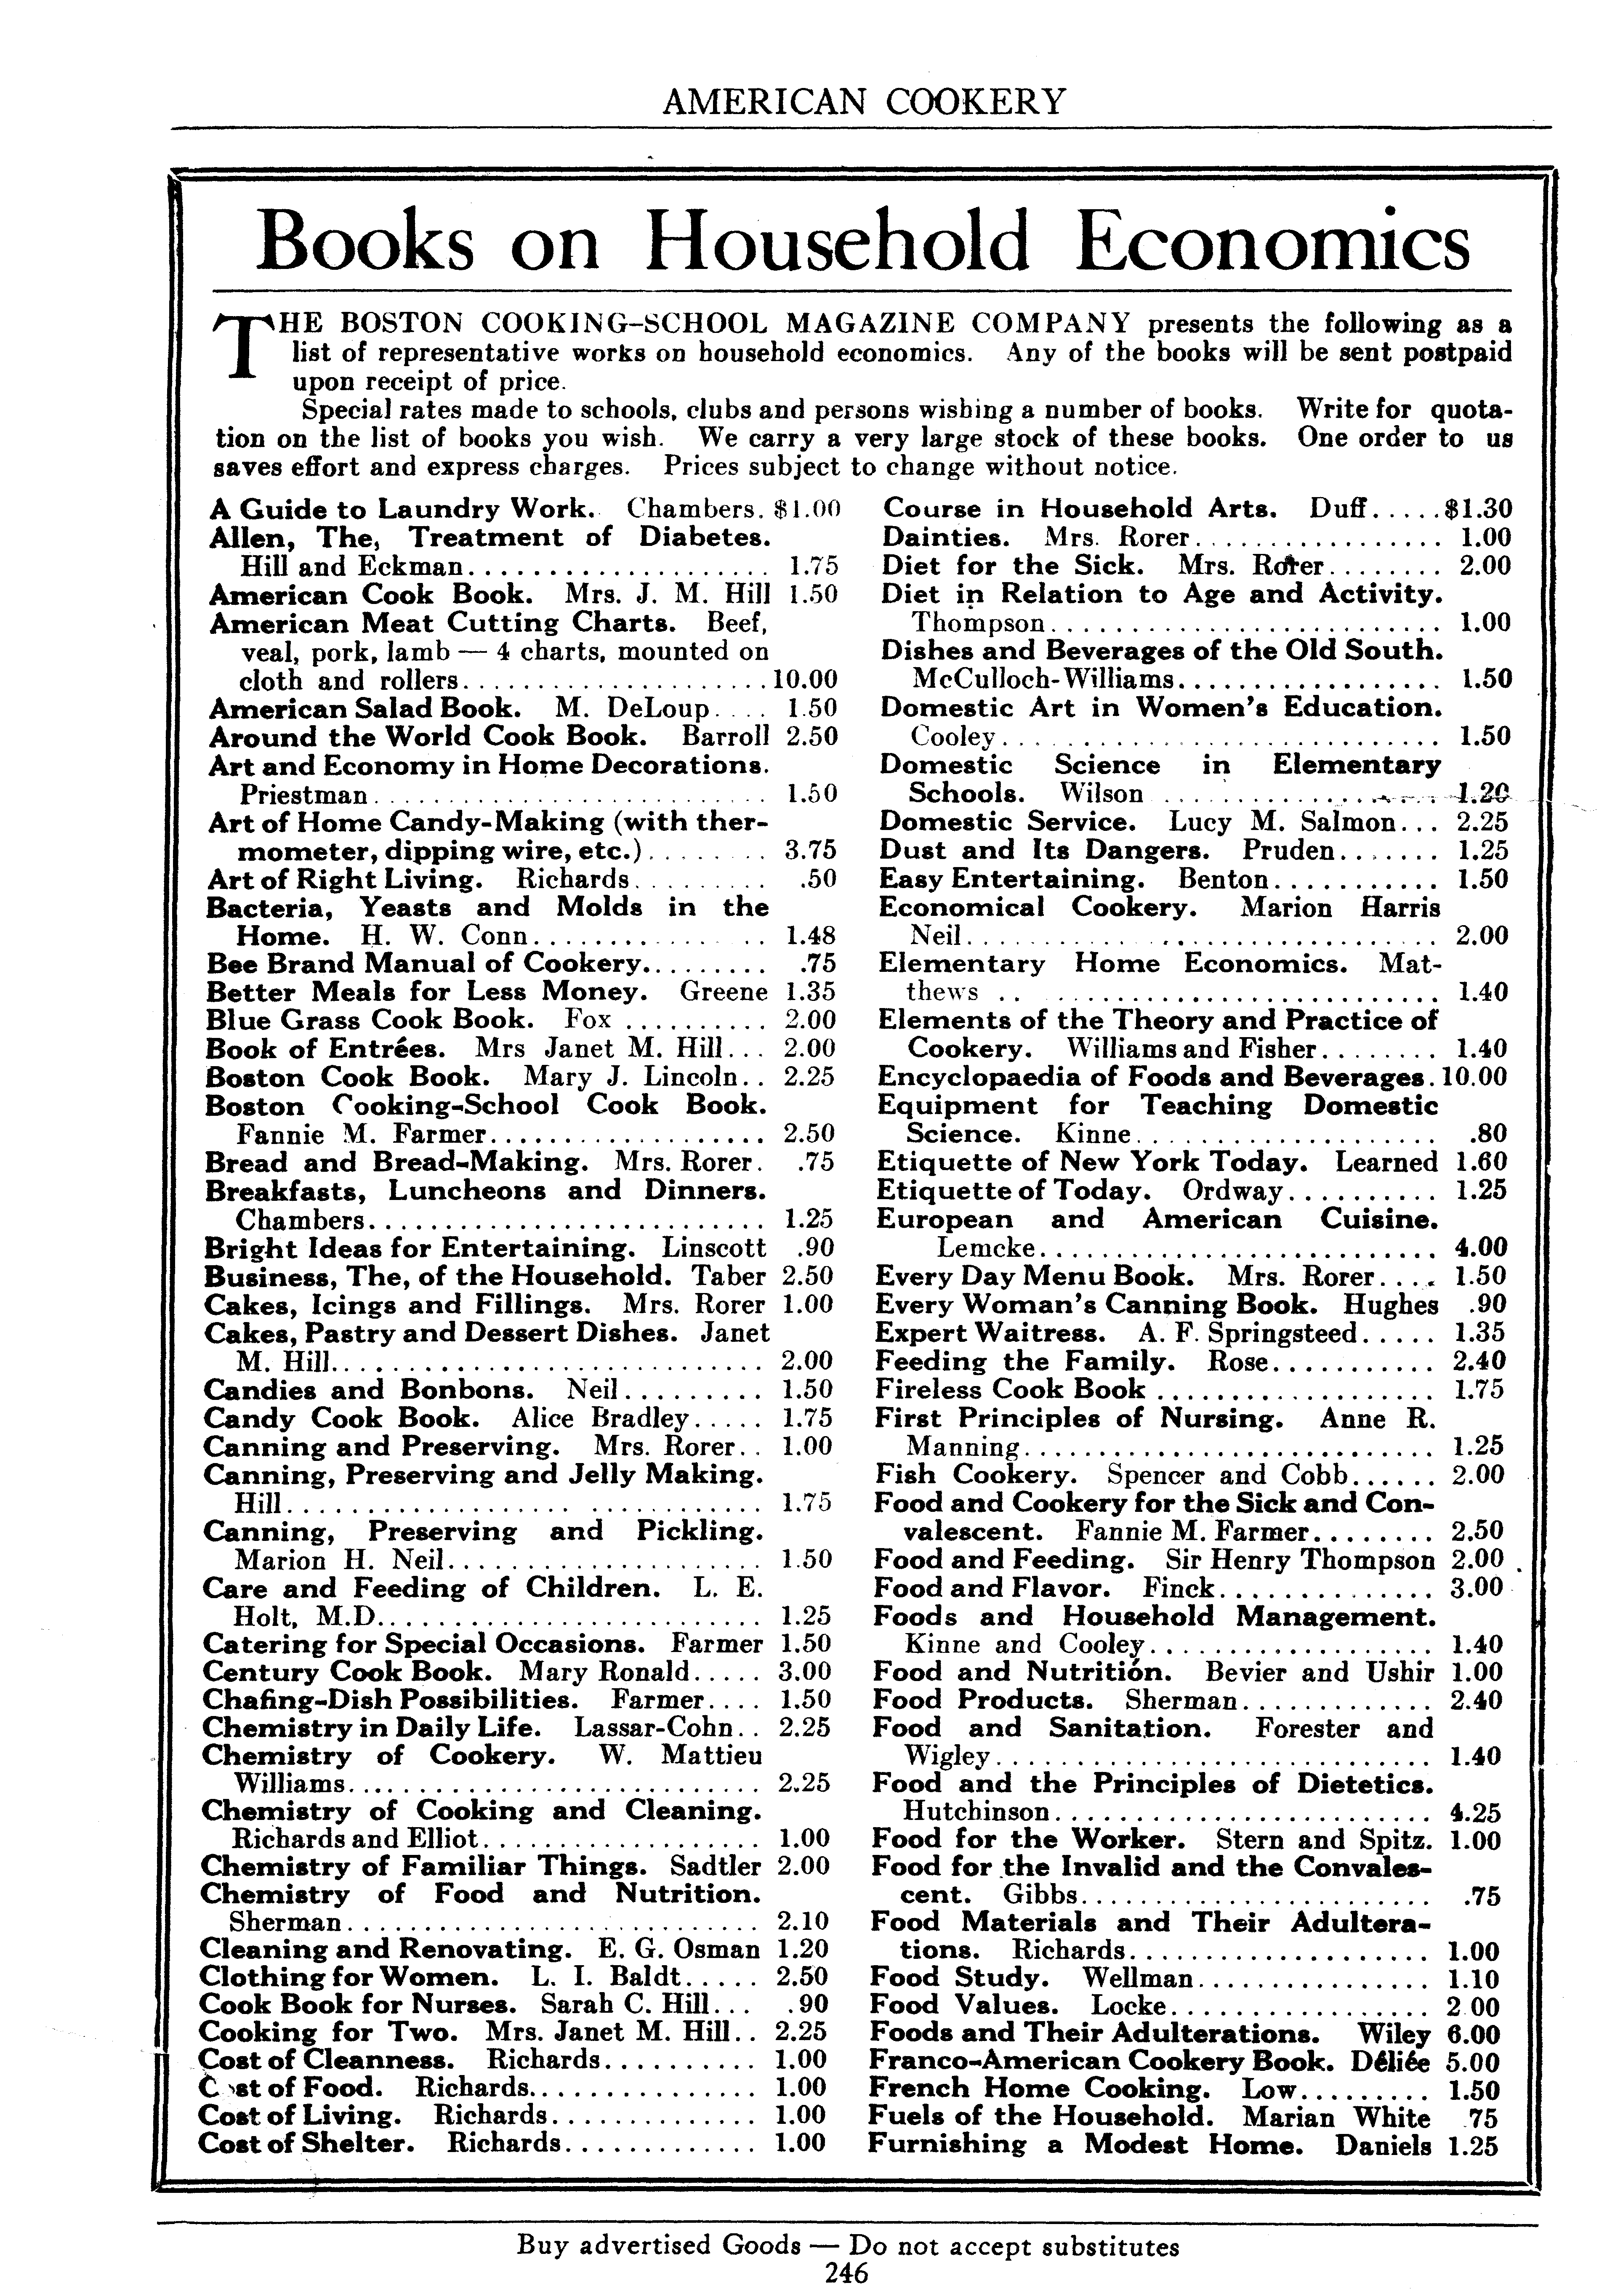 AMERICAN COOKERY
Books on Household Economics
THE BOSTON COOKING-SCHOOL MAGAZINE COMPANY presents the following as a
list of representative works on household economics. Any of the books will be sent postpaid
upon receipt of price.
Special rates made to schools, clubs and persons wishing a number of books. Write for quota-
tion on the list of books you wish. We carry a very large stock of these books. One order to us
saves effort and express charges. Prices subject to change without notice.
A Guide to Laundry Work. Chambers. $1.00
Allen, The, Treatment of Diabetes.
Hill and Eckman.................... 1.75
American Cook Book. Mrs. J. M. Hill 1.50
American Meat Cutting Charts. Beef,
veal, pork, lamb — 4 charts, mounted on
cloth and rollers.................... 10.00
American Salad Book. M. DeLoup.... 1.50
Around the World Cook Book. Barroll 2.50
Art and Economy in Home Decorations.
Priestman.......................... 1.50
Art of Home Candy-Making (with ther-
mometer, dipping wire, etc.)........ 3.75
Art of Right Living. Richards......... .50
Bacteria, Yeasts and Molds in the
Home. H. W. Conn............... 1.48
Bee Brand Manual of Cookery......... .75
Better Meals for Less Money. Greene 1.35
Blue Grass Cook Book. Fox .......... 2.00
Book of Entrées. Mrs Janet M. Hill... 2.00
Boston Cook Book. Mary J. Lincoln.. 2.25
Boston Cooking-School Cook Book.
Fannie M. Farmer.................. 2.50
Bread and Bread-Making. Mrs. Rorer. .75
Breakfasts, Luncheons and Dinners.
Chambers.......................... 1.25
Bright Ideas for Entertaining. Linscott .90
Business, The, of the Household. Taber 2.50
Cakes, Icings and Fillings. Mrs. Rorer 1.00
Cakes, Pastry and Dessert Dishes. Janet
M. Hill............................ 2.00
Candies and Bonbons. Neil......... 1.50
Candy Cook Book. Alice Bradley..... 1.75
Canning and Preserving. Mrs. Rorer.. 1.00
Canning, Preserving and Jelly Making.
Hill............................... 1.75
Canning, Preserving and Pickling.
Marion H. Neil..................... 1.50
Care and Feeding of Children. L. E.
Holt, M.D......................... 1.25
Catering for Special Occasions. Farmer 1.50
Century Cook Book. Mary Ronald..... 3.00
Chafing-Dish Possibilities. Farmer.... 1.50
Chemistry in Daily Life. Lassar-Cohn.. 2.25
Chemistry of Cookery. W. Mattieu
Williams........................... 2.25
Chemistry of Cooking and Cleaning.
Richards and Elliot.................. 1.00
Chemistry of Familiar Things. Sadtler 2.00
Chemistry of Food and Nutrition.
Sherman........................... 2.10
Cleaning and Renovating. E. G. Osman 1.20
Clothing for Women. L. I. Baldt..... 2.50
Cook Book for Nurses. Sarah C. Hill... .90
Cooking for Two. Mrs. Janet M. Hill.. 2.25
Cost of Cleanness. Richards.......... 1.00
C st of Food. Richards............... 1.00
Cost of Living. Richards.............. 1.00
Cost of Shelter. Richards............. 1.00
Course in Household Arts. Duff.....$1.30
Dainties. Mrs. Rorer................ 1.00
Diet for the Sick. Mrs. Rorer........ 2.00
Diet in Relation to Age and Activity.
Thompson......................... 1.00
Dishes and Beverages of the Old South.
McCulloch-Williams................. 1.50
Domestic Art in Women's Education.
Cooley............................ 1.50
Domestic Science in Elementary
Schools. Wilson .................. 1.20
Domestic Service. Lucy M. Salmon... 2.25
Dust and Its Dangers. Pruden....... 1.25
Easy Entertaining. Benton........... 1.50
Economical Cookery. Marion Harris
Neil............................... 2.00
Elementary Home Economics. Mat-
thews ............................ 1.40
Elements of the Theory and Practice of
Cookery. Williams and Fisher........ 1.40
Encyclopaedia of Foods and Beverages. 10.00
Equipment for Teaching Domestic
Science. Kinne.................... .80
Etiquette of New York Today. Learned 1.60
Etiquette of Today. Ordway.......... 1.25
European and American Cuisine.
Lemcke.......................... 4.00
Every Day Menu Book. Mrs. Rorer.... 1.50
Every Woman's Canning Book. Hughes .90
Expert Waitress. A. F. Springsteed..... 1.35
Feeding the Family. Rose........... 2.40
Fireless Cook Book .................. 1.75
First Principles of Nursing. Anne R.
Manning........................... 1.25
Fish Cookery. Spencer and Cobb...... 2.00
Food and Cookery for the Sick and Con-
valescent. Fannie M. Farmer........ 2.50
Food and Feeding. Sir Henry Thompson 2.00
Food and Flavor. Finck.............. 3.00
Foods and Household Management.
Kinne and Cooley................... 1.40
Food and Nutrition. Bevier and Ushir 1.00
Food Products. Sherman............. 2.40
Food and Sanitation. Forester and
Wigley............................ 1.40
Food and the Principles of Dietetics.
Hutchinson........................ 4.25
Food for the Worker. Stern and Spitz. 1.00
Food for the Invalid and the Convales-
cent. Gibbs....................... .75
Food Materials and Their Adultera-
tions. Richards.................... 1.00
Food Study. Wellman............... 1.10
Food Values. Locke................. 2 00
Foods and Their Adulterations. Wiley 6.00
Franco-American Cookery Book. Déliée 5.00
French Home Cooking. Low......... 1.50
Fuels of the Household. Marian White .75
Furnishing a Modest Home. Daniels 1.25
Buy advertised Goods — Do not accept substitutes
246